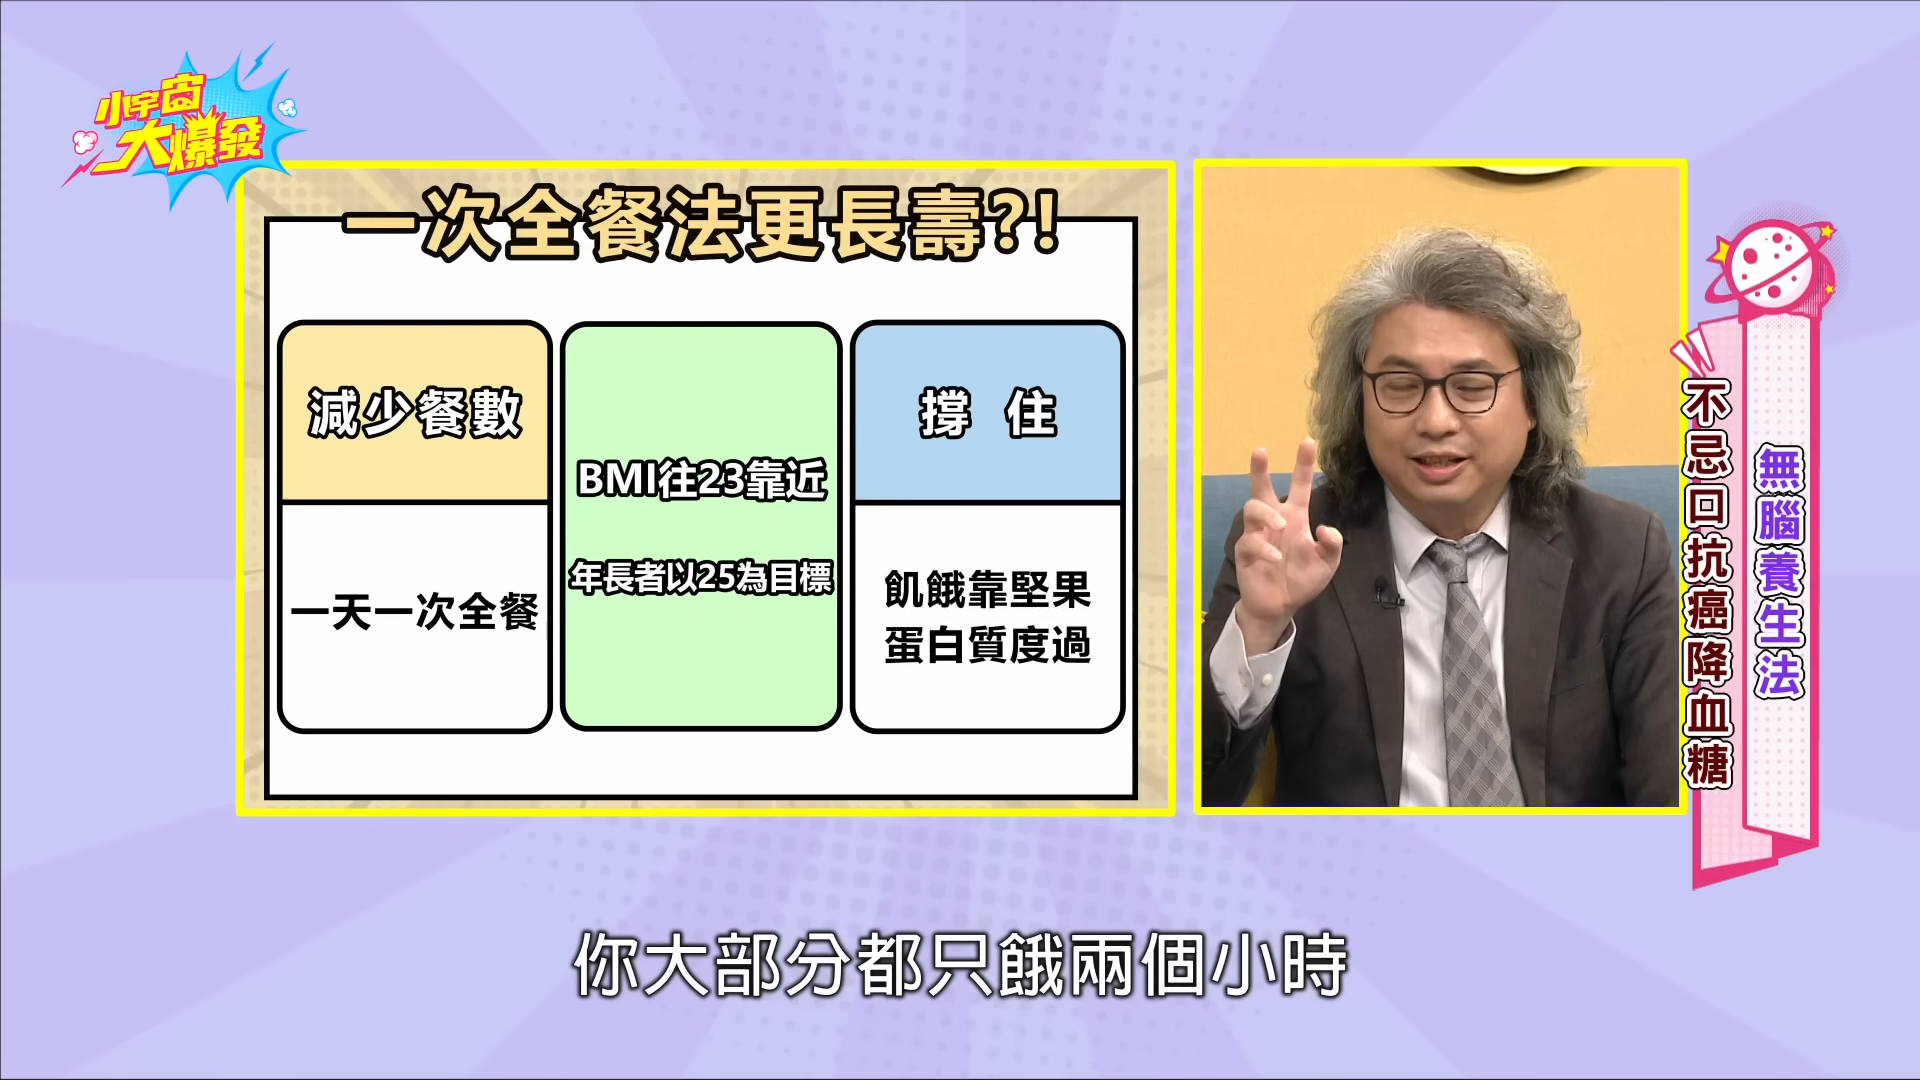 小宇宙
大爆發
一次全餐法更長壽?!
減少餐數
一天一次全餐
BMI往23靠近
年長者以25為目標
撐 住
飢餓靠堅果
蛋白質度過
無腦養生法
不忌口抗癌降血糖
你大部分都只餓兩個小時